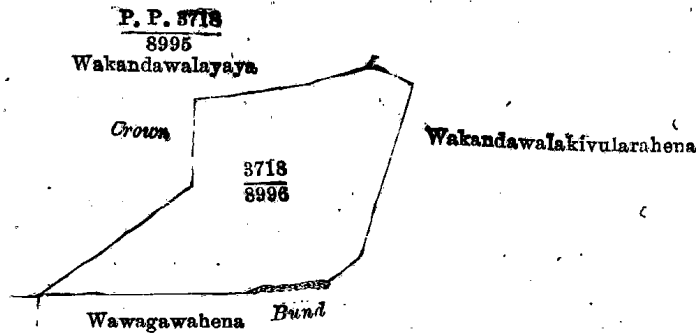 P. P. 3718
8995
Wakandawalayaya
Crown
Wakandawalakivularahena
3718
8996
Wawagawahena
Bund